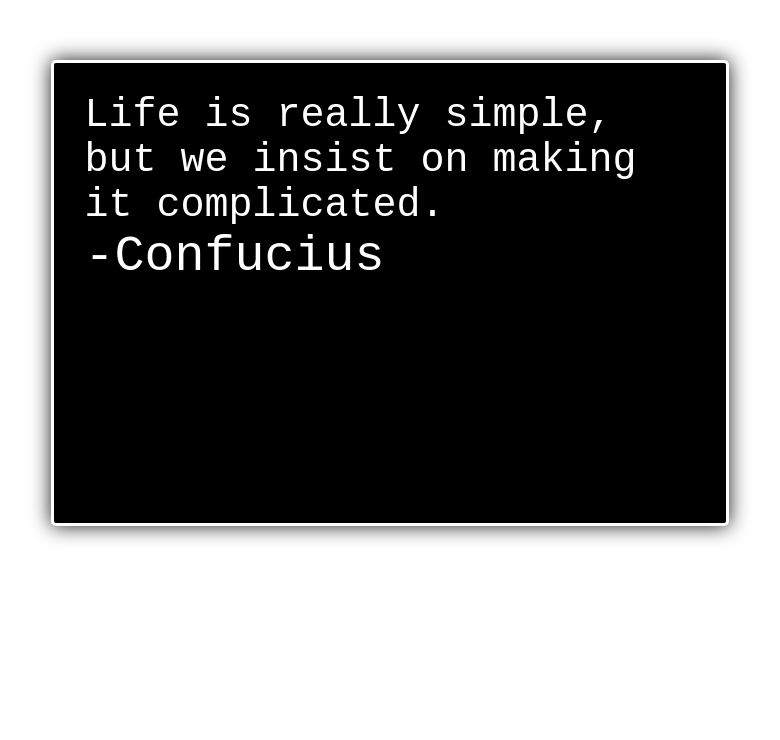 Life is really simple,
but we insist on making
it complicated.
-Confucius